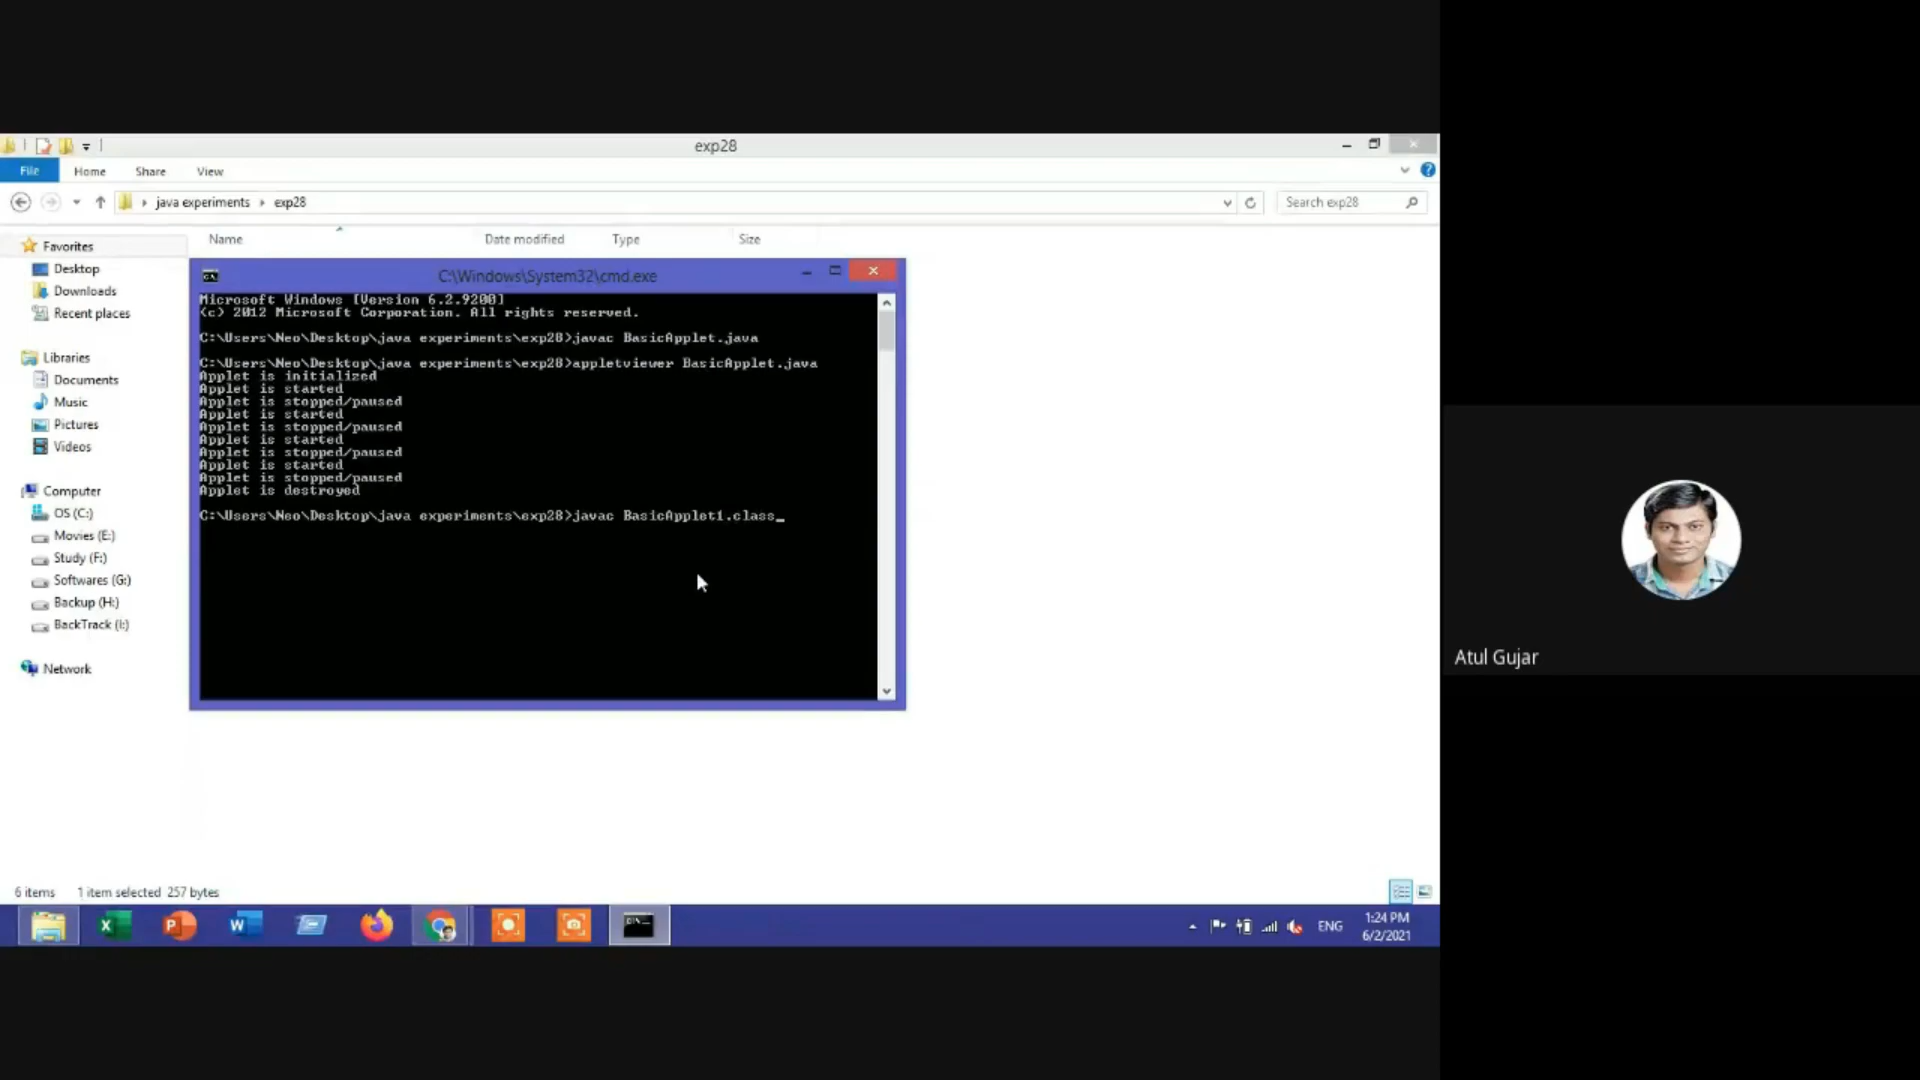 exp28
File Home Share View
java experiments exp28
Search exp28
Name Date modified Type Size
Favorites
Desktop
Downloads
Recent places
Libraries
Documents
Music
Pictures
Videos
Computer
OS (C:)
Movies (E:)
Study (F:)
Softwares (G:)
Backup (H:)
BackTrack (I:)
Network
C:\Windows\System32\cmd.exe
Microsoft Windows [Version 6.2.9200]
(c) 2012 Microsoft Corporation. All rights reserved.
C:\Users\Neo\Desktop\java experiments\exp28>javac BasicApplet.java
C:\Users\Neo\Desktop\java experiments\exp28>appletviewer BasicApplet.java
Applet is initialized
Applet is started
Applet is stopped/paused
Applet is started
Applet is stopped/paused
Applet is started
Applet is stopped/paused
Applet is started
Applet is stopped/paused
Applet is destroyed
C:\Users\Neo\Desktop\java experiments\exp28>javac BasicApplet1.class_
Atul Gujar
6 items 1 item selected 257 bytes
ENG
1:24 PM
6/2/2021